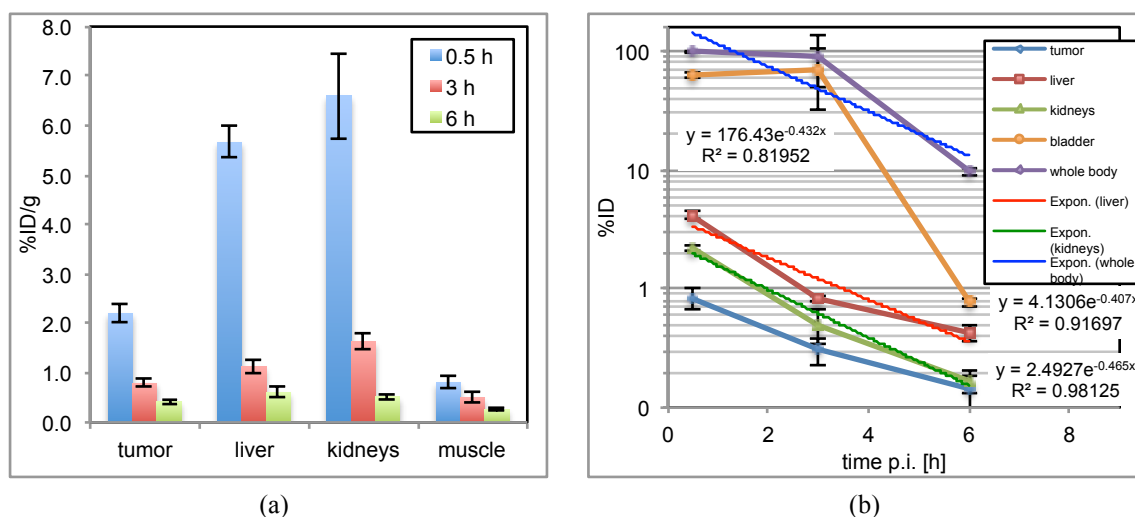 8.0
7.0
6.0
5.0
4.0
3.0
2.0
1.0
0.0
%ID/g
0.5 h
3 h
6 h
tumor liver kidneys muscle
(a)
100
10
1
0
%ID
0 2 4 6 8
time p.i. [h]
y = 176.43e-0.432x
R² = 0.81952
tumor
liver
kidneys
bladder
whole body
Expon. (liver)
Expon.
(kidneys)
Expon. (whole
body)
y = 4.1306e-0.407x
R² = 0.91697
y = 2.4927e-0.465x
R² = 0.98125
(b)